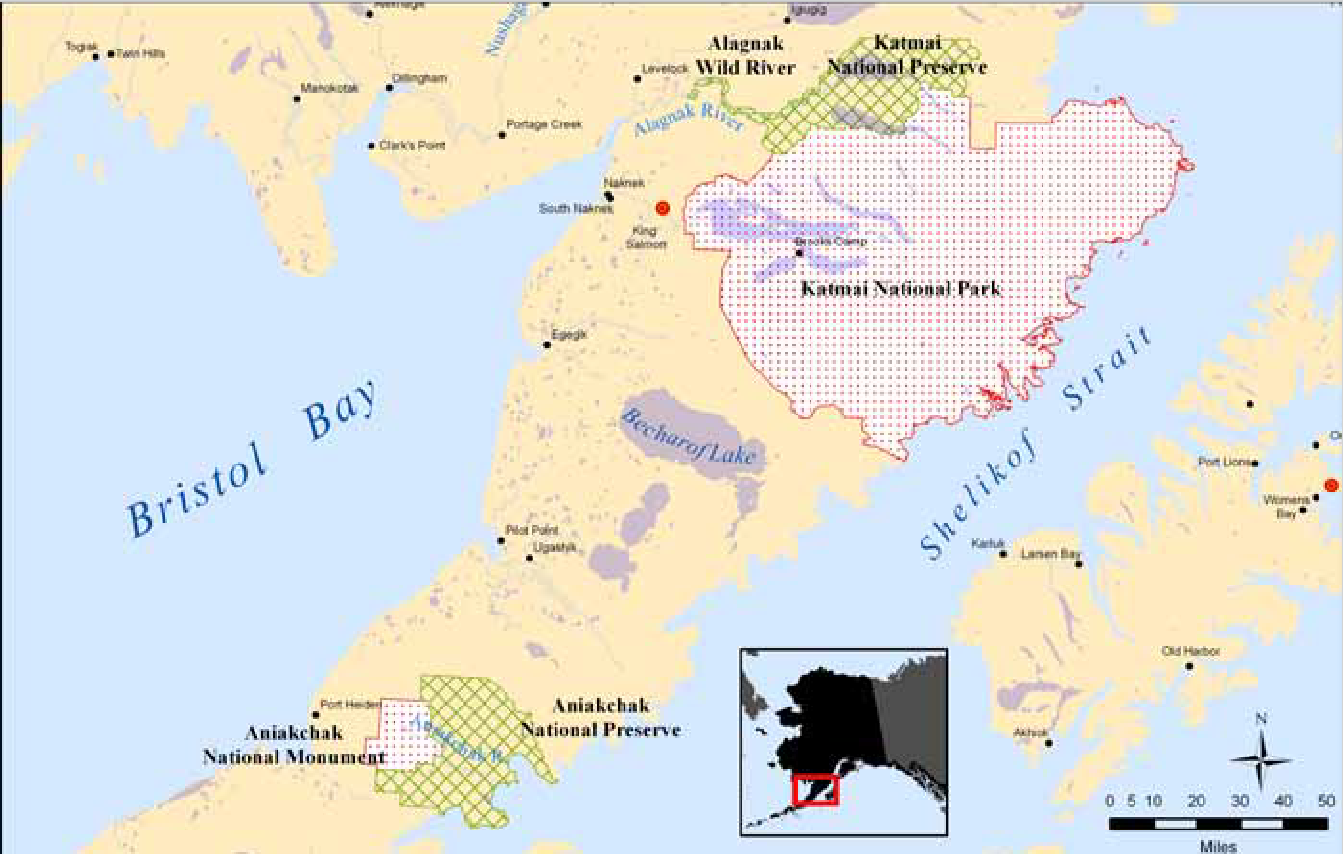 Igiugig
Togiak
Twin Hills
Manokotak
Dillingham
Levelock
Alagnak
Wild River
Katmai
National Preserve
Alagnak River
Portage Creek
Clark's Point
Naknek
South Naknek
King
Salmon
Brooks Camp
Katmai National Park
Egegik
Bristol Bay
Becharof Lake
Shelikof Strait
Port Lions
Womens
Bay
Pilot Point
Ugashik
Karluk
Larsen Bay
Old Harbor
Akhiok
Port Heiden
Aniakchak
National Monument
Aniakchak R.
Aniakchak
National Preserve
N
0 5 10 20 30 40 50
Miles